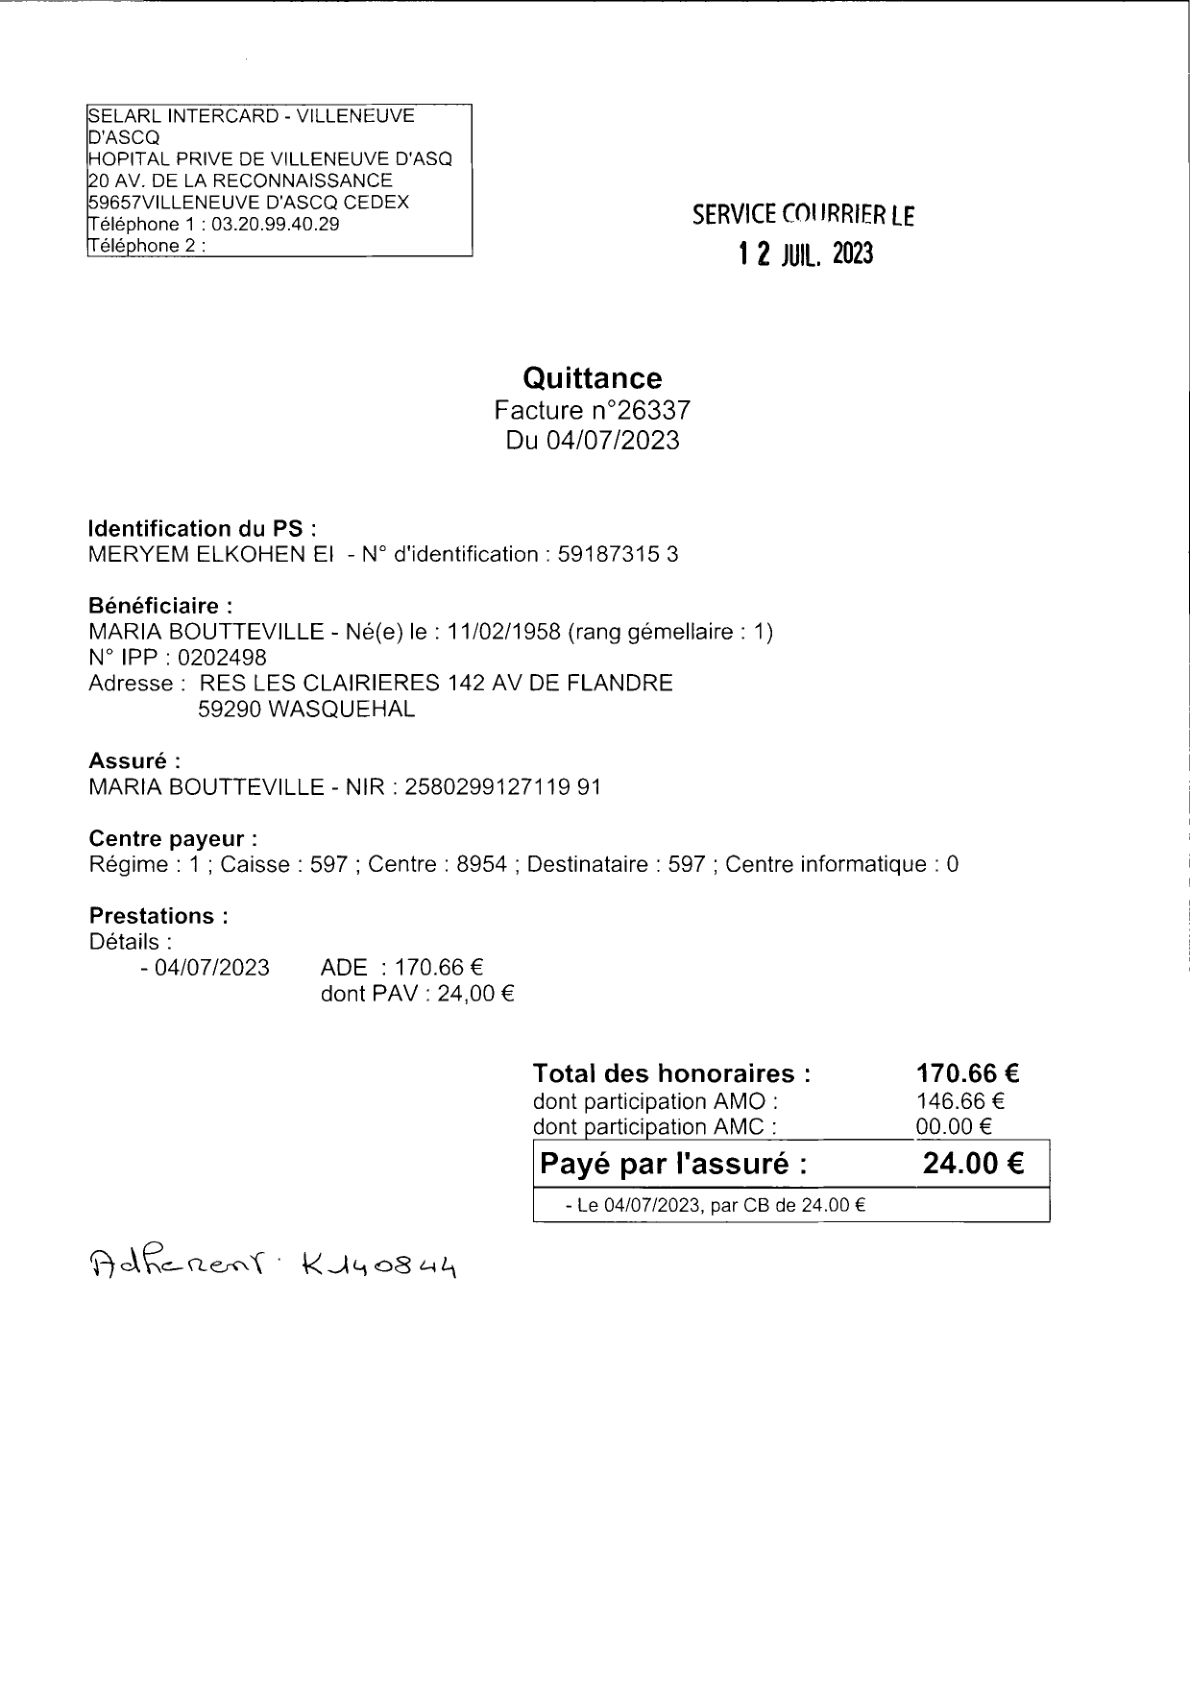 SELARL INTERCARD - VILLENEUVE
D'ASCQ
HOPITAL PRIVE DE VILLENEUVE D'ASQ
20 AV. DE LA RECONNAISSANCE
59657VILLENEUVE D'ASCQ CEDEX
Téléphone 1 : 03.20.99.40.29
Téléphone 2 :
SERVICE COURRIER LE
12 JUIL. 2023
Quittance
Facture n°26337
Du 04/07/2023
Identification du PS :
MERYEM ELKOHEN EI - N° d'identification : 59187315 3
Bénéficiaire :
MARIA BOUTTEVILLE - Né(e) le : 11/02/1958 (rang gémellaire : 1)
N° IPP : 0202498
Adresse : RES LES CLAIRIERES 142 AV DE FLANDRE
59290 WASQUEHAL
Assuré :
MARIA BOUTTEVILLE - NIR : 2580299127119 91
Centre payeur :
Régime : 1 ; Caisse : 597 ; Centre : 8954 ; Destinataire : 597 ; Centre informatique : 0
Prestations :
Détails :
- 04/07/2023 ADE : 170.66 €
dont PAV : 24,00 €
Total des honoraires : 170.66 €
dont participation AMO : 146.66 €
dont participation AMC : 00.00 €
Payé par l'assuré : 24.00 €
- Le 04/07/2023, par CB de 24.00 €
Adherent : K140844